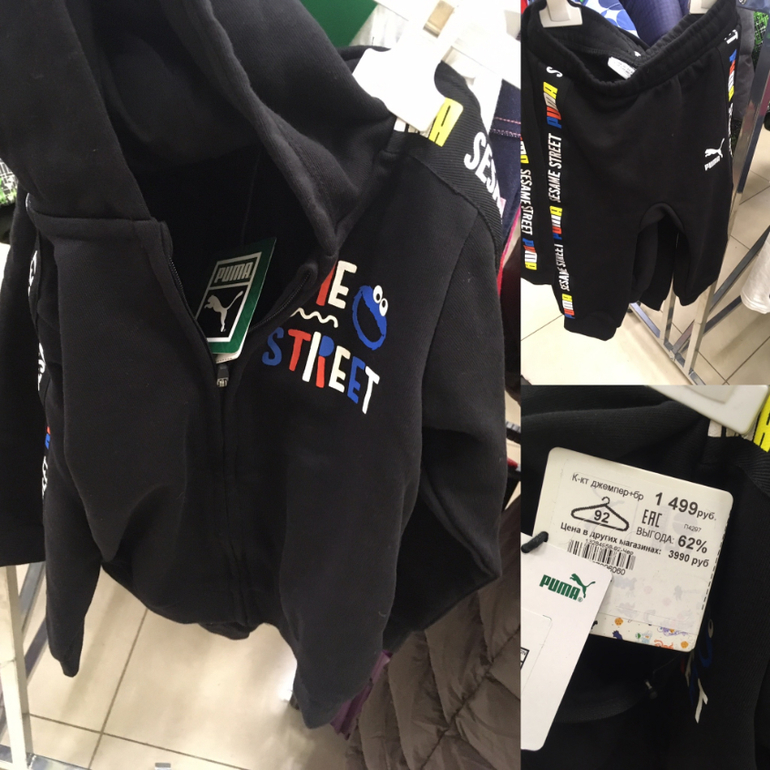 PUMA
SESA
ME
STREET
SESAME STREET PUMA
SESAME STREET PUMA
PUMA
К-кт джемпер+бр
1 499руб.
92
EAC
ВЫГОДА: 62%
Цена в других магазинах: 3990 руб
PUMA